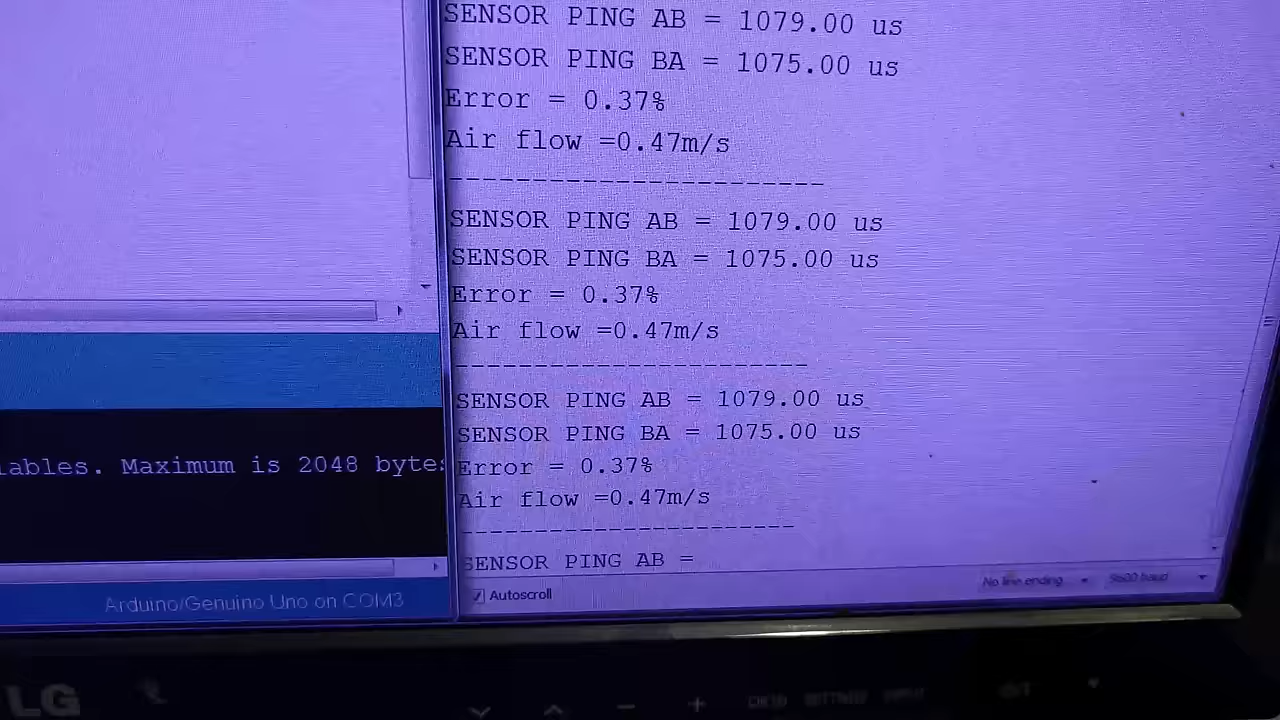 SENSOR PING AB = 1079.00 us
SENSOR PING BA = 1075.00 us
Error = 0.37%
Air flow =0.47m/s
-----------------------
SENSOR PING AB = 1079.00 us
SENSOR PING BA = 1075.00 us
Error = 0.37%
Air flow =0.47m/s
-----------------------
SENSOR PING AB = 1079.00 us
SENSOR PING BA = 1075.00 us
Error = 0.37%
Air flow =0.47m/s
-----------------------
SENSOR PING AB =
Autoscroll
No line ending
9600 baud
ables. Maximum is 2048 bytes
Arduino/Genuino Uno on COM3
LG